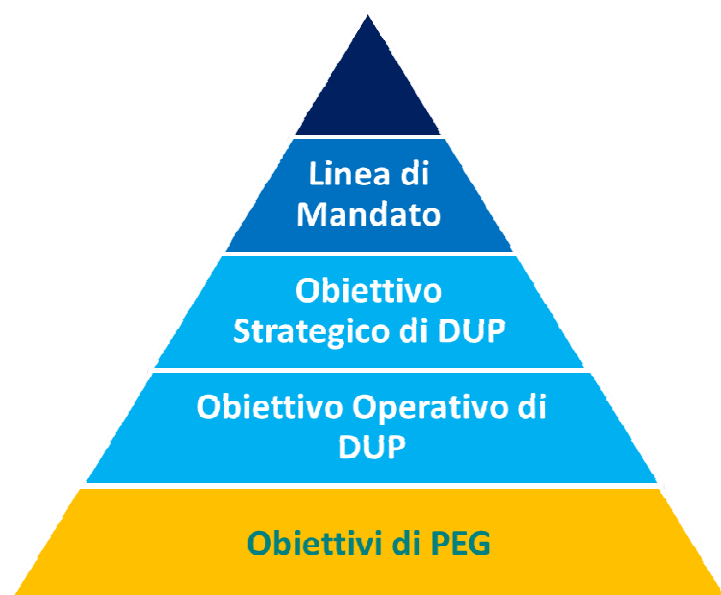 Linea di
Mandato
Obiettivo
Strategico di DUP
Obiettivo Operativo di
DUP
Obiettivi di PEG